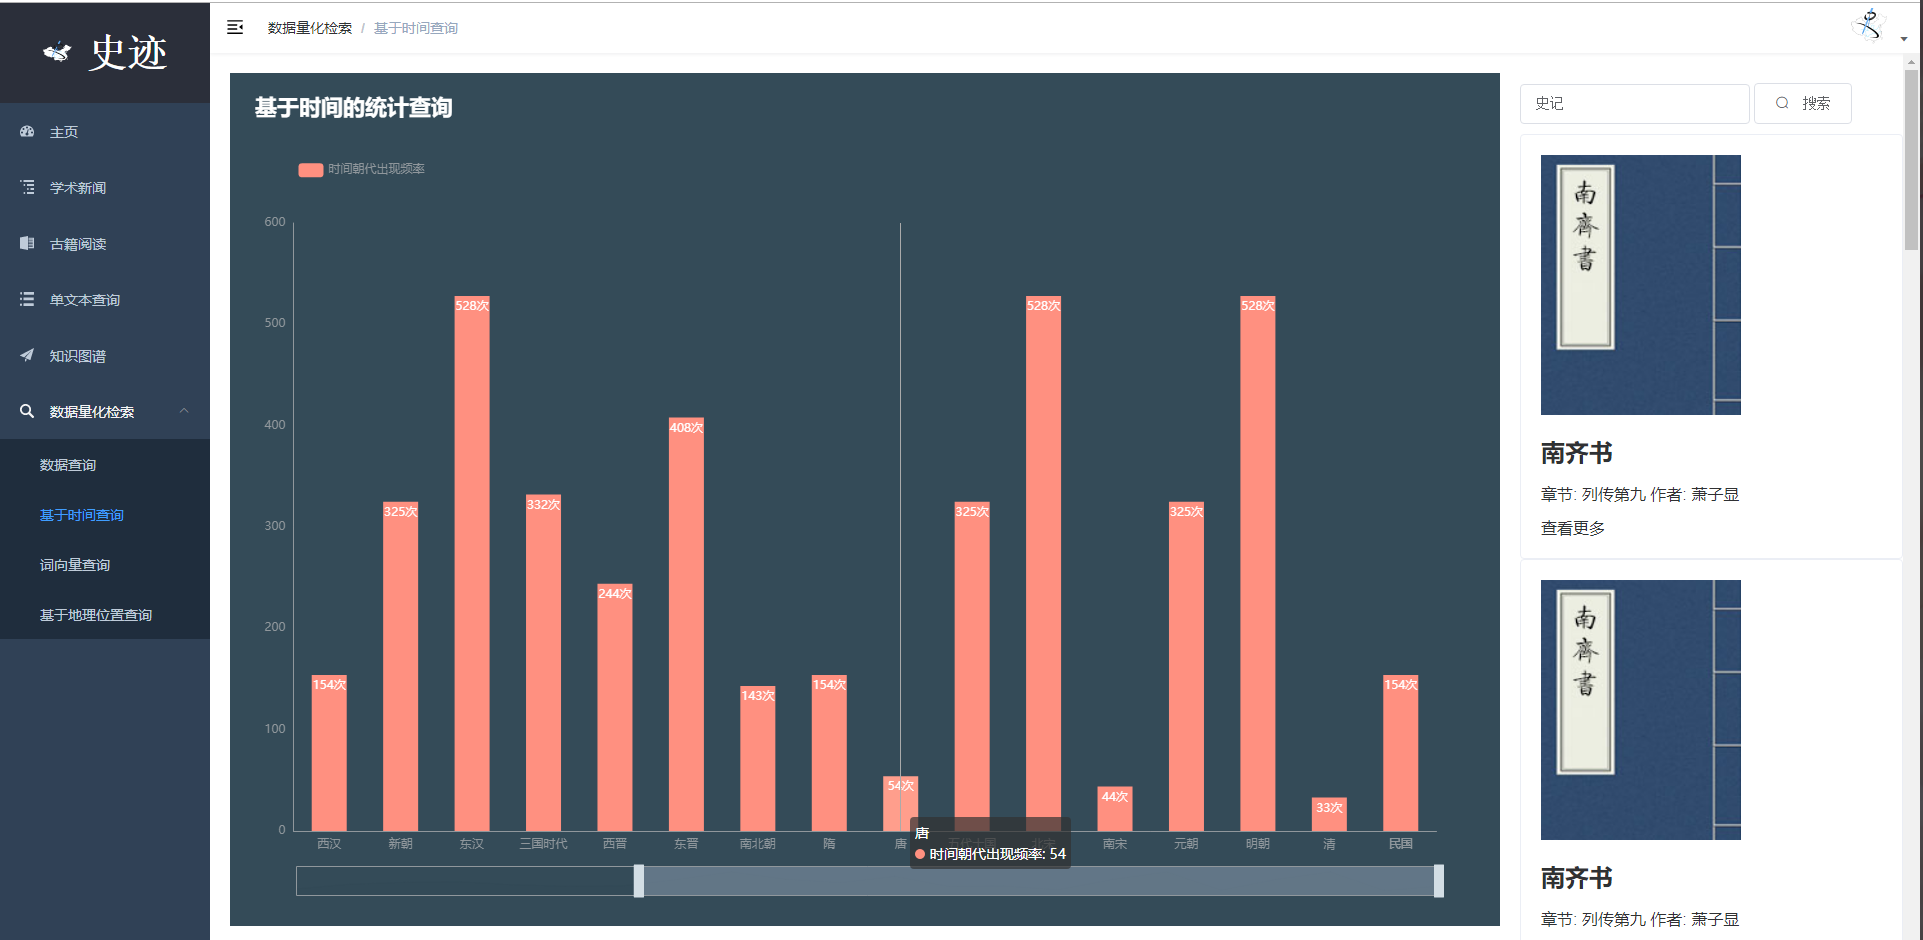 史迹
主页
学术新闻
古籍阅读
单文本查询
知识图谱
数据量化检索
数据查询
基于时间查询
词向量查询
基于地理位置查询
数据量化检索 / 基于时间查询
基于时间的统计查询
时间朝代出现频率
600
500
400
300
200
100
0
154次
325次
528次
332次
244次
408次
143次
154次
54次
325次
528次
44次
325次
528次
33次
154次
西汉
新朝
东汉
三国时代
西晋
东晋
南北朝
隋
唐
五代十国
北宋
南宋
元朝
明朝
清
民国
唐
时间朝代出现频率: 54
史记
搜索
南齊書
南齐书
章节: 列传第九 作者: 萧子显
查看更多
南齊書
南齐书
章节: 列传第九 作者: 萧子显